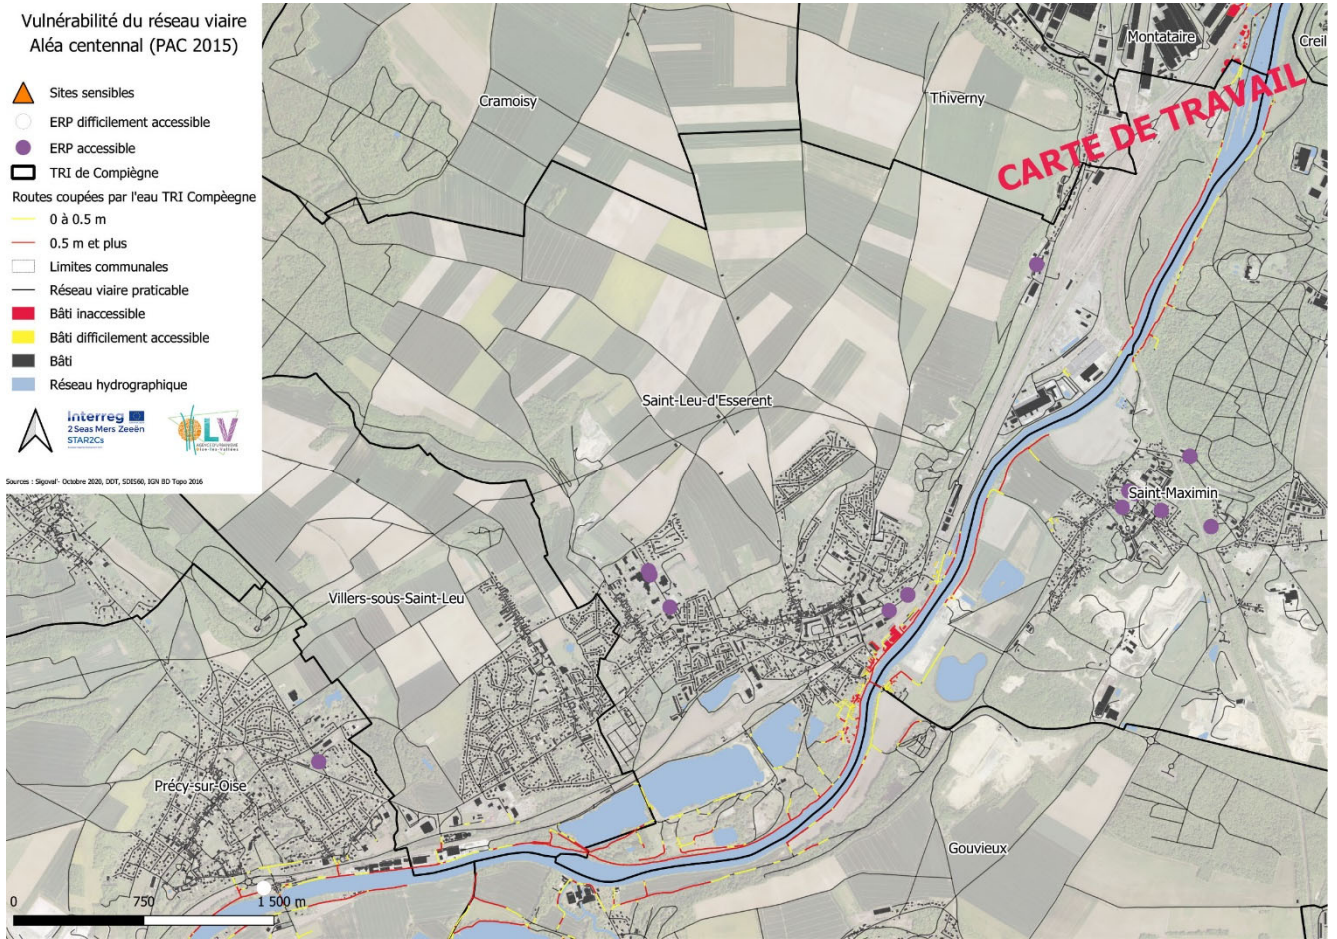 Vulnérabilité du réseau viaire
Aléa centennal (PAC 2015)
Sites sensibles
ERP difficilement accessible
ERP accessible
TRI de Compiègne
Routes coupées par l'eau TRI Compèegne
0 à 0.5 m
0.5 m et plus
Limites communales
Réseau viaire praticable
Bâti inaccessible
Bâti difficilement accessible
Bâti
Réseau hydrographique
Interreg
2 Seas Mers Zeeën
STAR2Cs
OLV
Sources : Sigoval'- Octobre 2020, DDT, SDIS60, IGN BD Topo 2016
Montataire
Creil
Cramoisy
Thiverny
CARTE DE TRAVAIL
Saint-Leu-d'Esserent
Saint-Maximin
Villers-sous-Saint-Leu
Précy-sur-Oise
Gouvieux
0 750 1 500 m